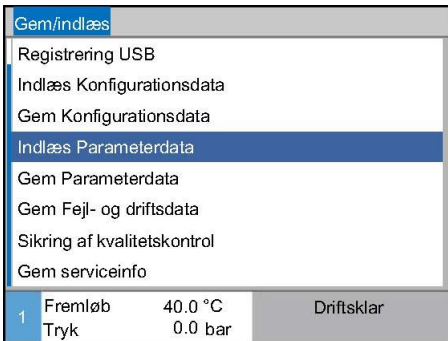 Gem/indlæs
Registrering USB
Indlæs Konfigurationsdata
Gem Konfigurationsdata
Indlæs Parameterdata
Gem Parameterdata
Gem Fejl- og driftsdata
Sikring af kvalitetskontrol
Gem serviceinfo
1 Fremløb 40.0 °C Driftsklar
Tryk 0.0 bar